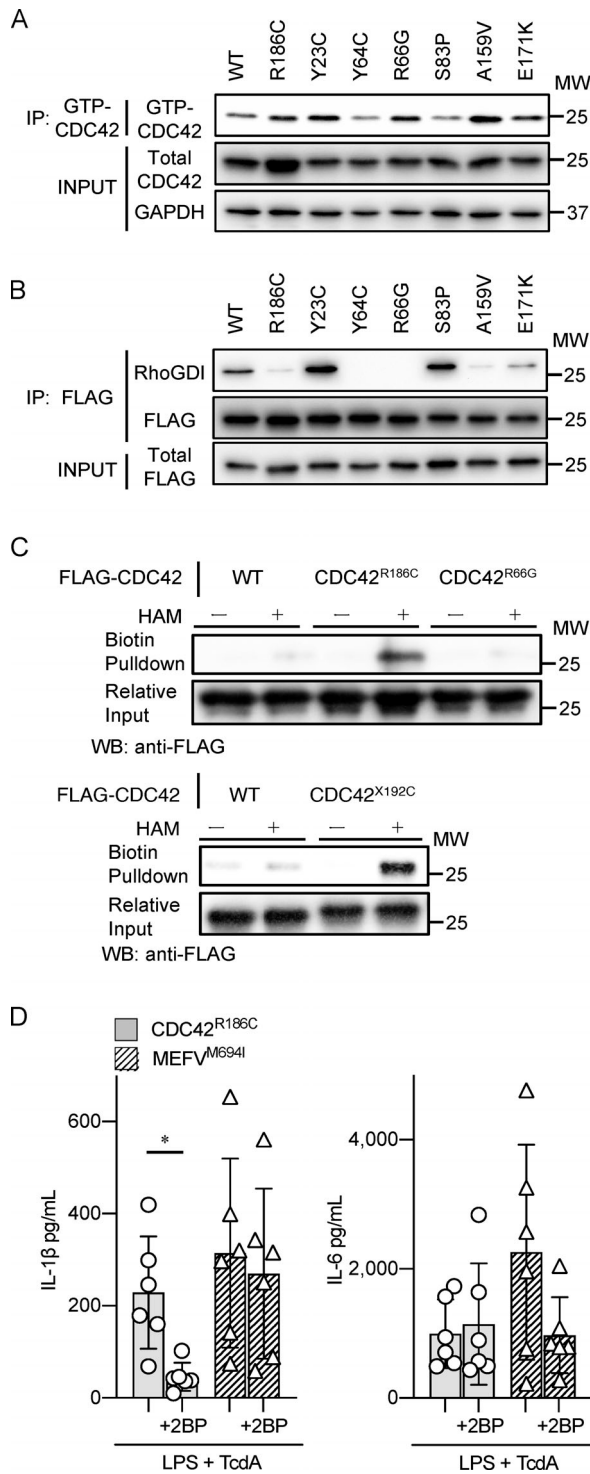 A
WT R186C Y23C Y64C R66G S83P A159V E171K
MW
IP: GTP-CDC42 GTP-CDC42 25
INPUT Total CDC42 25
GAPDH 37
B
WT R186C Y23C Y64C R66G S83P A159V E171K
MW
IP: FLAG RhoGDI 25
FLAG 25
INPUT Total FLAG 25
C
FLAG-CDC42 WT CDC42R186C CDC42R66G
HAM − + − + − + MW
Biotin Pulldown 25
Relative Input 25
WB: anti-FLAG
FLAG-CDC42 WT CDC42X192C
HAM − + − + MW
Biotin Pulldown 25
Relative Input 25
WB: anti-FLAG
D
CDC42R186C
MEFVM694I
IL-1β pg/mL
600
400
200
0
*
+2BP +2BP
LPS + TcdA
IL-6 pg/mL
4,000
2,000
0
+2BP +2BP
LPS + TcdA